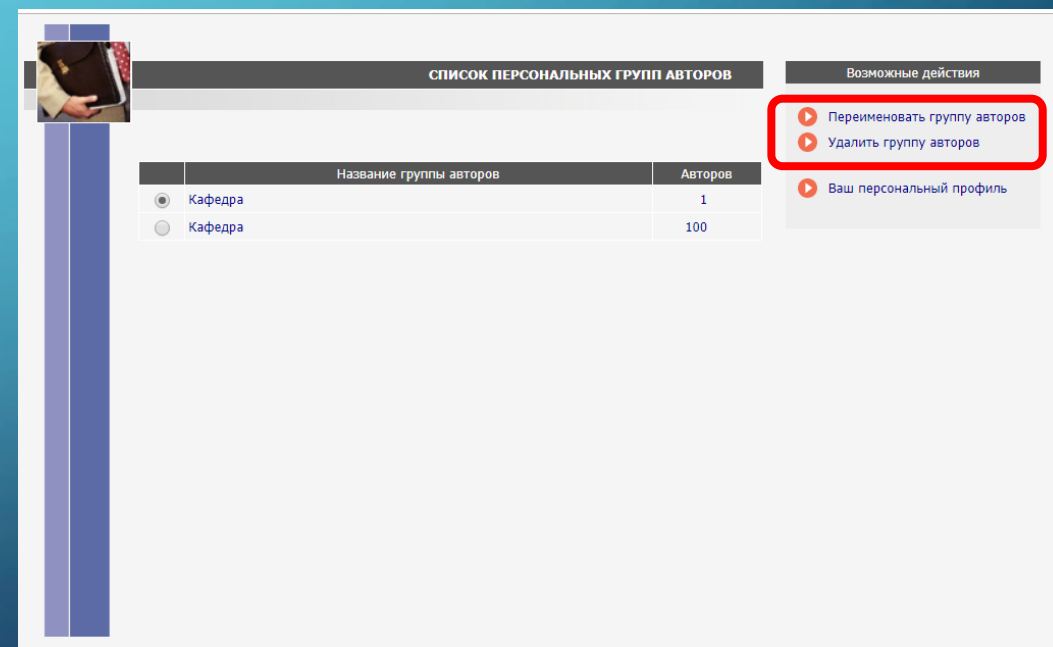 СПИСОК ПЕРСОНАЛЬНЫХ ГРУПП АВТОРОВ
Название группы авторов Авторов
Кафедра 1
Кафедра 100
Возможные действия
Переименовать группу авторов
Удалить группу авторов
Ваш персональный профиль